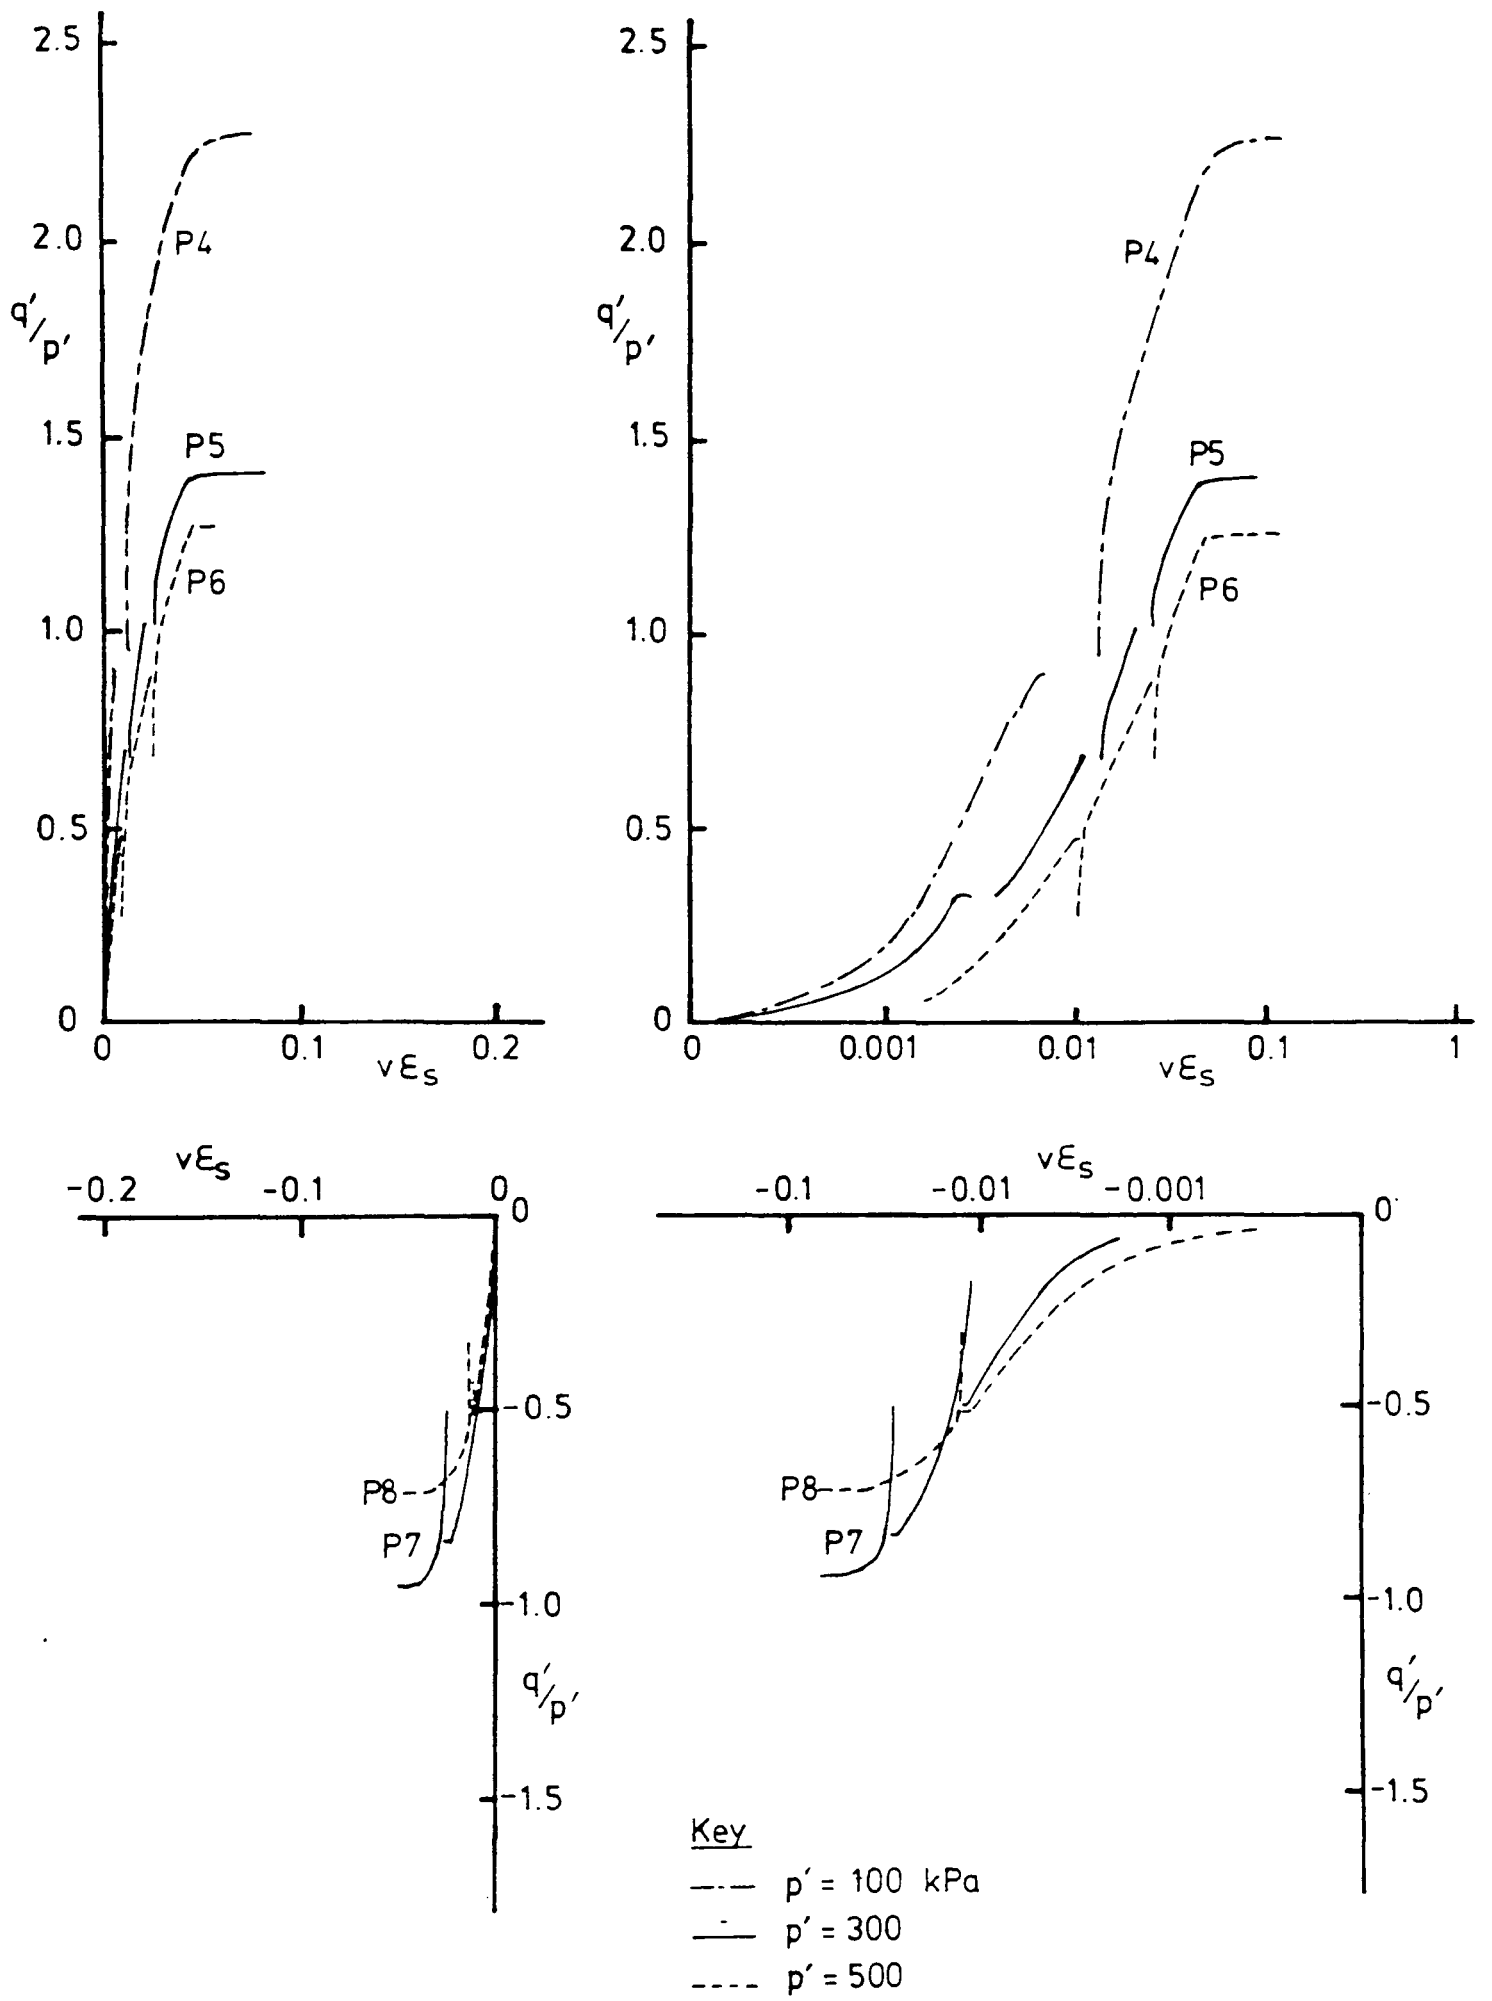 2.5
2.0
P4
q'/p'
1.5
P5
P6
1.0
0.5
0
0
0.1
0.2
vεs
2.5
2.0
P4
q'/p'
1.5
P5
P6
1.0
0.5
0
0
0.001
0.01
0.1
1
vεs
vεs
-0.2
-0.1
0
0
-0.5
P8
P7
-1.0
q'/p'
-1.5
vεs
-0.1
-0.01
-0.001
0
-0.5
P8
P7
-1.0
q'/p'
-1.5
Key
p' = 100 kPa
p' = 300
p' = 500